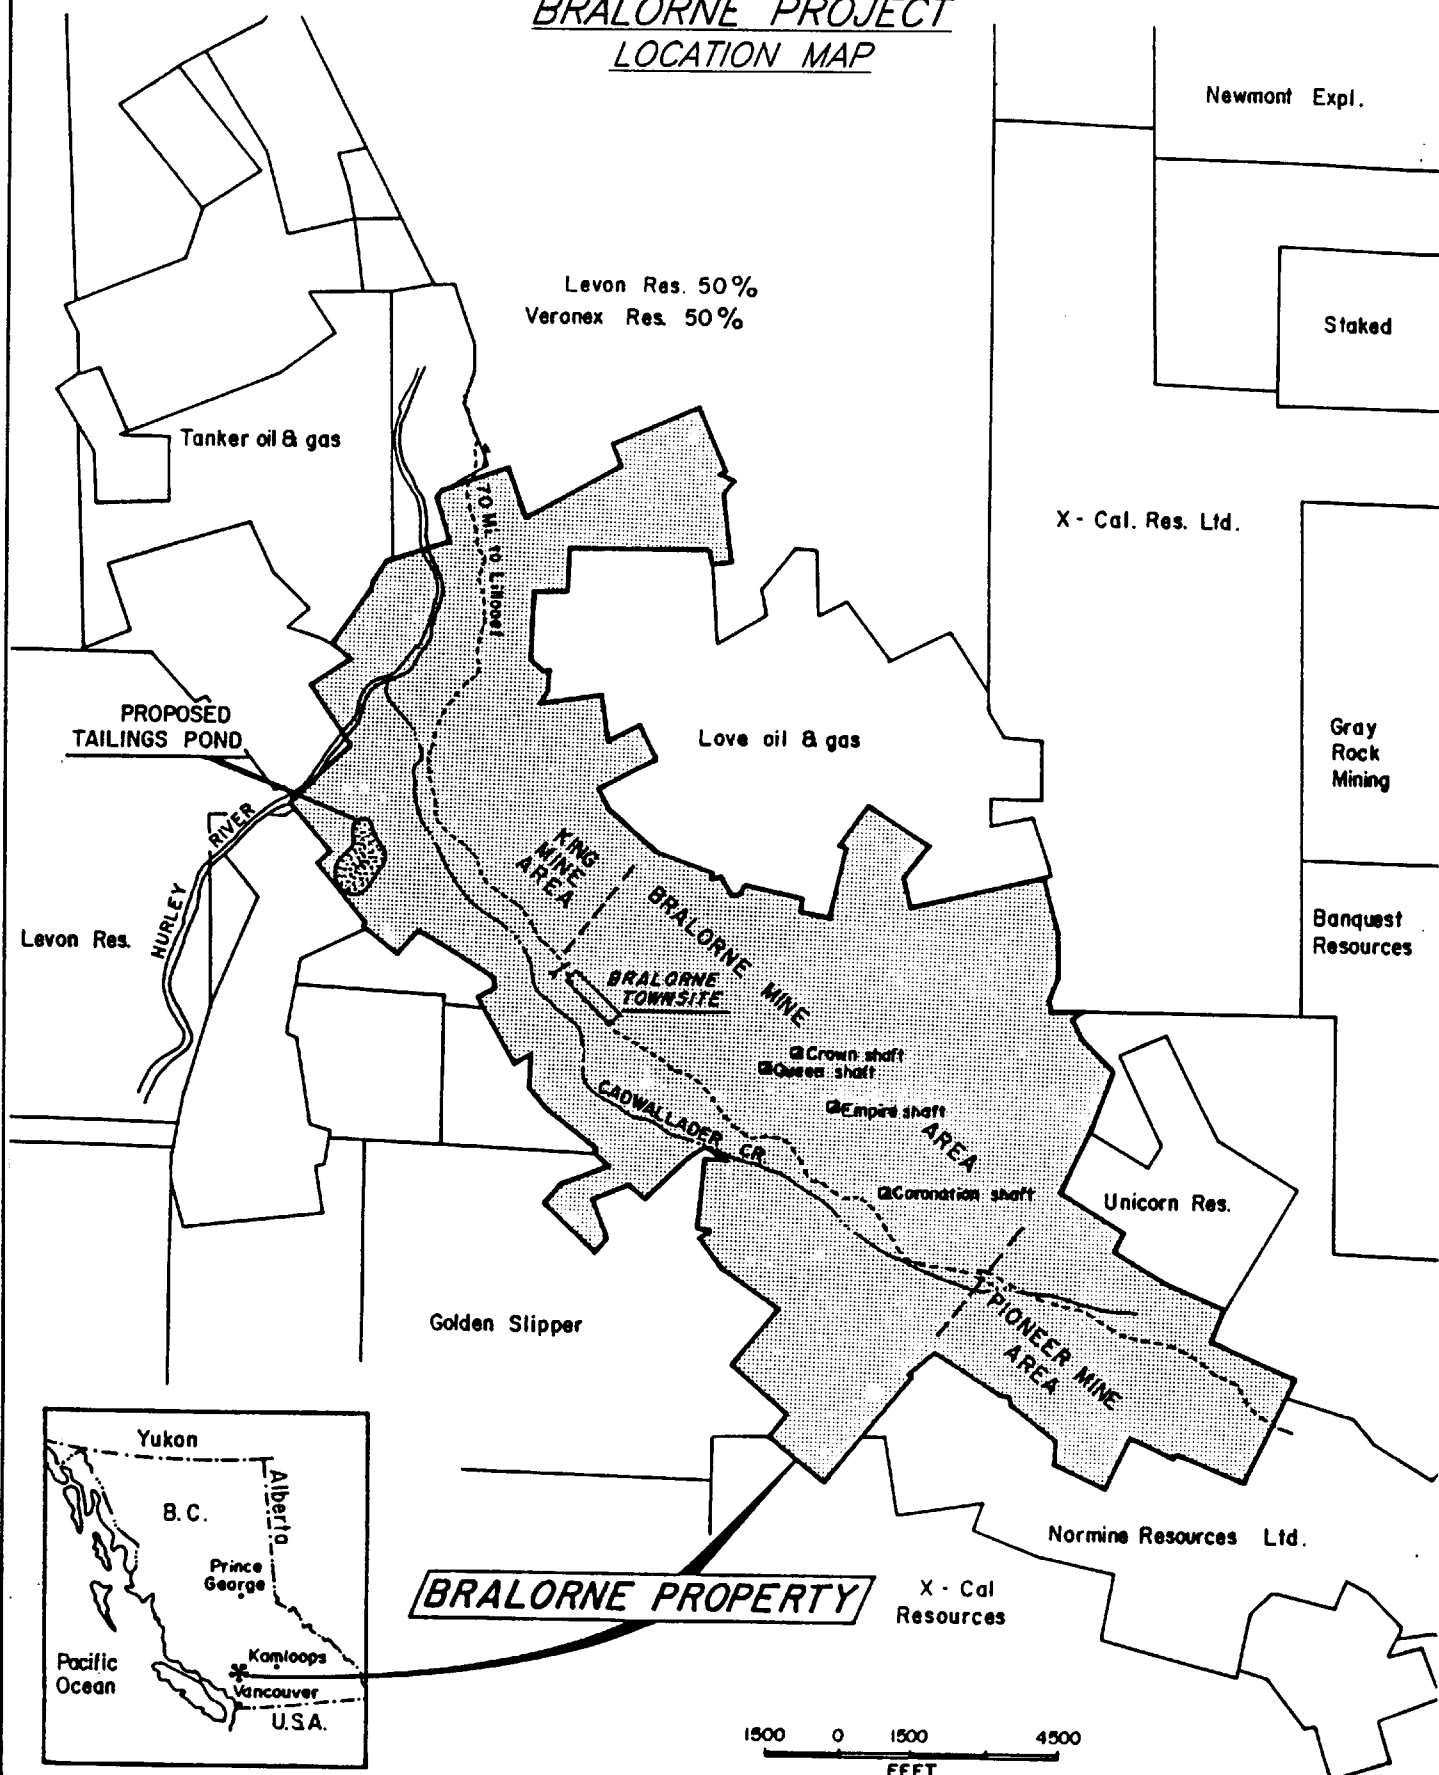 BRALORNE PROJECT
LOCATION MAP
Newmont Expl.
Levon Res. 50%
Veronex Res. 50%
Staked
Tanker oil & gas
70 Mi. to Lillooet
X - Cal. Res. Ltd.
PROPOSED
TAILINGS POND
Love oil & gas
Gray
Rock
Mining
HURLEY RIVER
KING
MINE
AREA
BRALORNE MINE AREA
Levon Res.
Banquest
Resources
BRALORNE
TOWNSITE
Crown shaft
Queen shaft
Empire shaft
CADWALLADER CR.
Coronation shaft
Unicorn Res.
PIONEER MINE
AREA
Golden Slipper
Yukon
Alberta
B.C.
Prince
George
Pacific
Ocean
Kamloops
Vancouver
U.S.A.
Normine Resources Ltd.
BRALORNE PROPERTY
X - Cal
Resources
1500 0 1500 4500
FEET